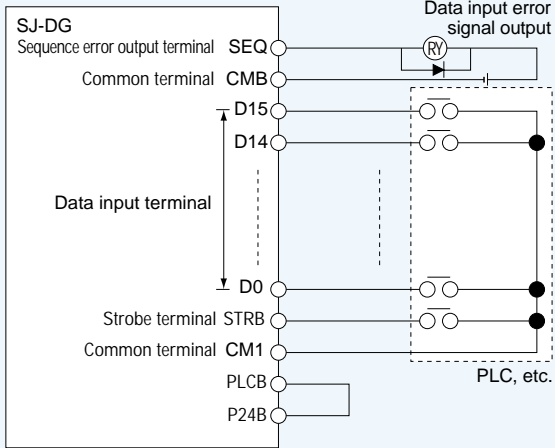 Data input error
signal output
SJ-DG
Sequence error output terminal SEQ
RY
Common terminal CMB
D15
D14
Data input terminal
D0
Strobe terminal STRB
Common terminal CM1
PLC, etc.
PLCB
P24B